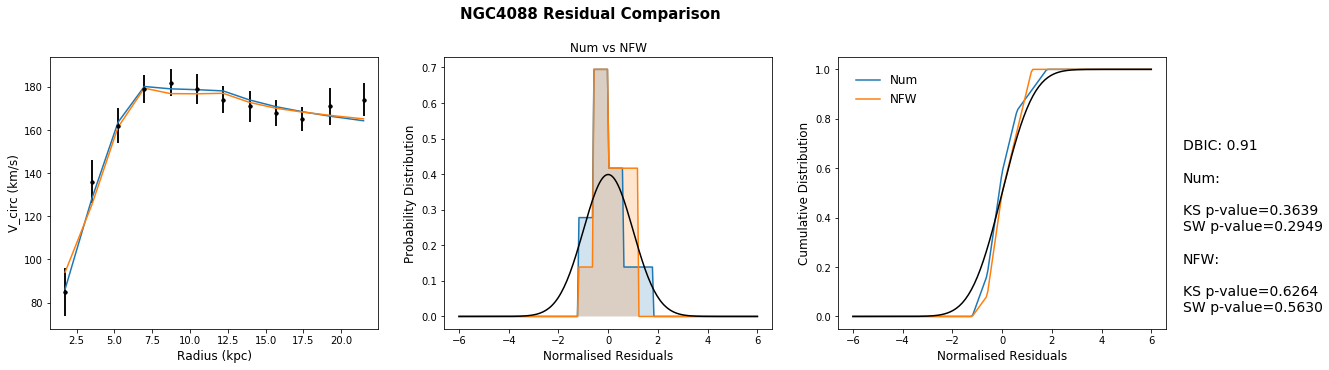 NGC4088 Residual Comparison
V_circ (km/s)
180
160
140
120
100
80
2.5 5.0 7.5 10.0 12.5 15.0 17.5 20.0
Radius (kpc)
Num vs NFW
Probability Distribution
0.7
0.6
0.5
0.4
0.3
0.2
0.1
0.0
−6 −4 −2 0 2 4 6
Normalised Residuals
Cumulative Distribution
1.0
0.8
0.6
0.4
0.2
0.0
Num
NFW
−6 −4 −2 0 2 4 6
Normalised Residuals
DBIC: 0.91
Num:
KS p-value=0.3639
SW p-value=0.2949
NFW:
KS p-value=0.6264
SW p-value=0.5630